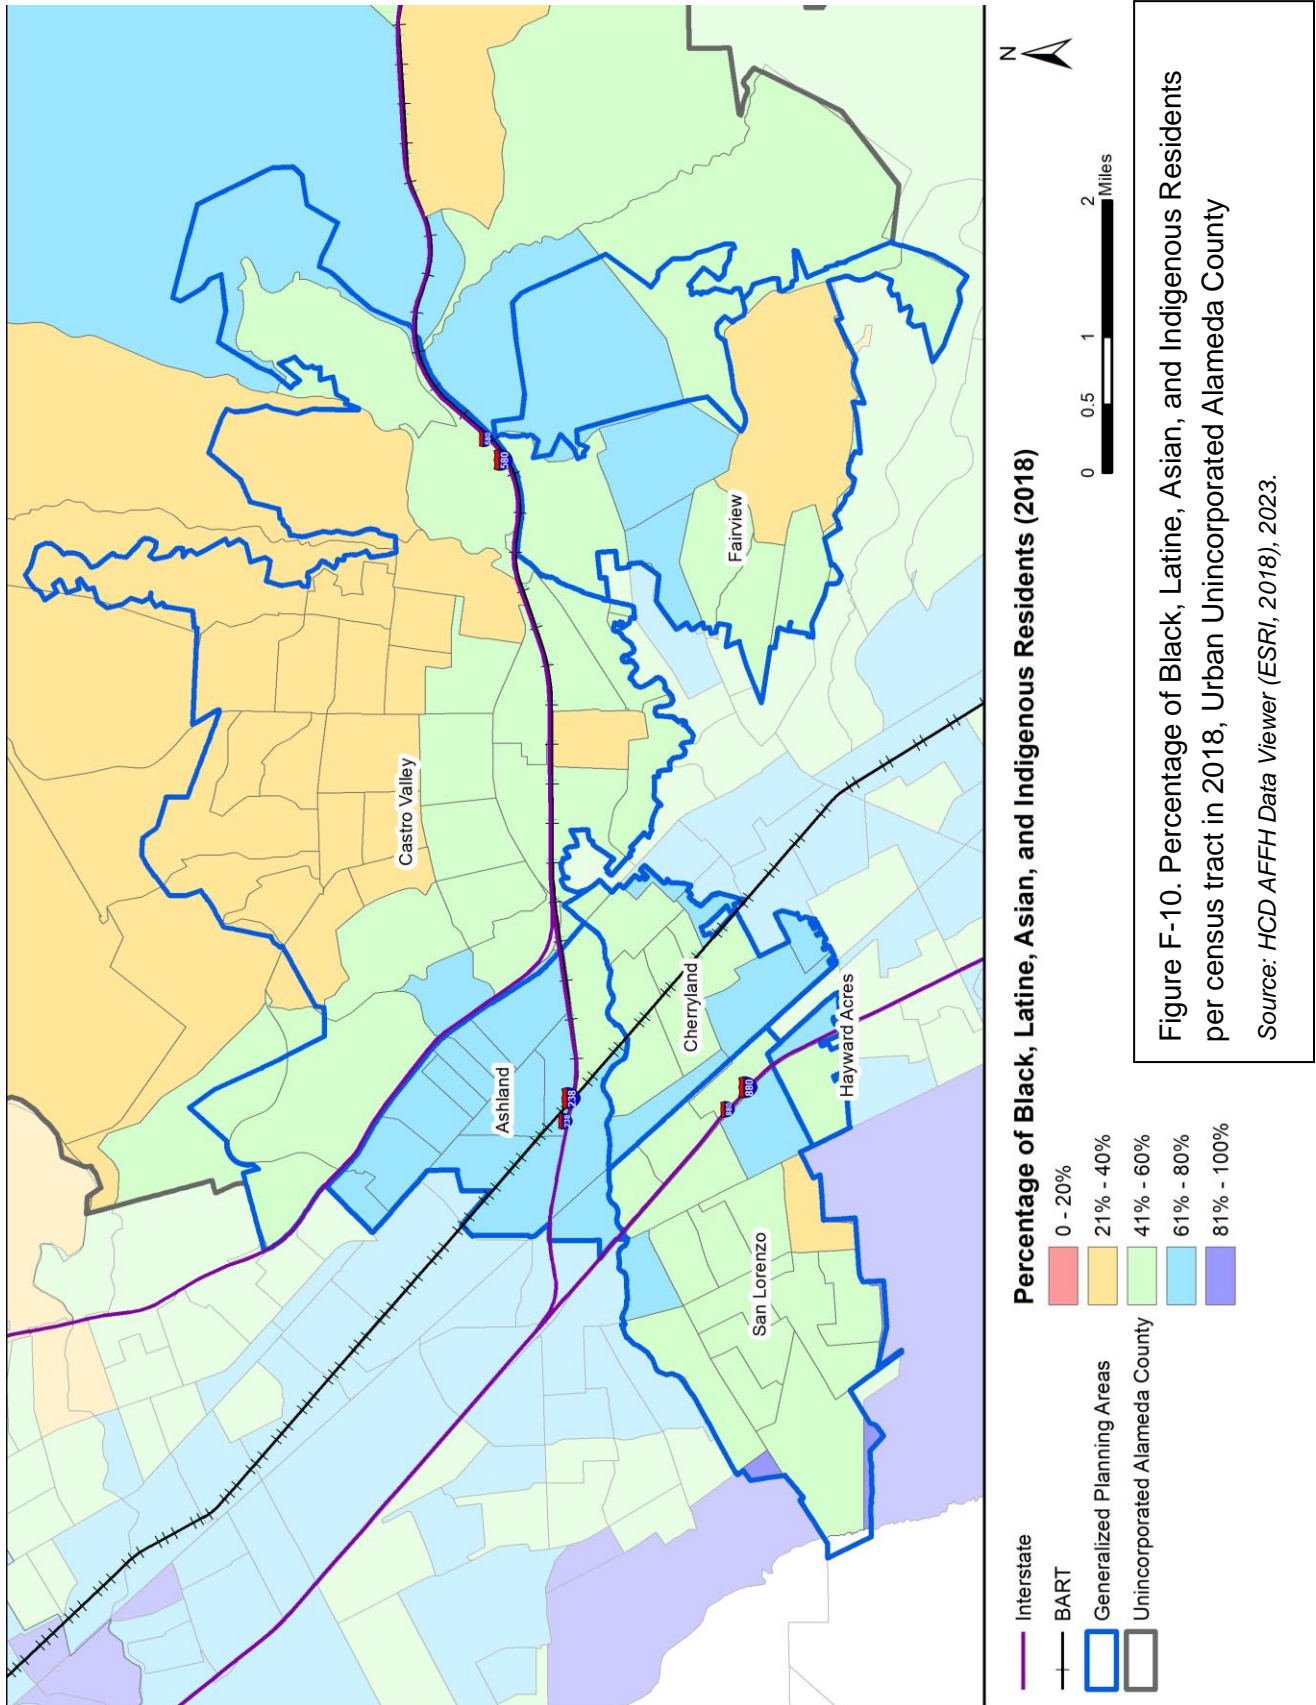 Castro Valley
Ashland
Cherryland
Fairview
San Lorenzo
Hayward Acres
580
238
238
880
N
Interstate
BART
Generalized Planning Areas
Unincorporated Alameda County
Percentage of Black, Latine, Asian, and Indigenous Residents (2018)
0 - 20%
21% - 40%
41% - 60%
61% - 80%
81% - 100%
0 0.5 1 2
Miles
Figure F-10. Percentage of Black, Latine, Asian, and Indigenous Residents
per census tract in 2018, Urban Unincorporated Alameda County
Source: HCD AFFH Data Viewer (ESRI, 2018), 2023.